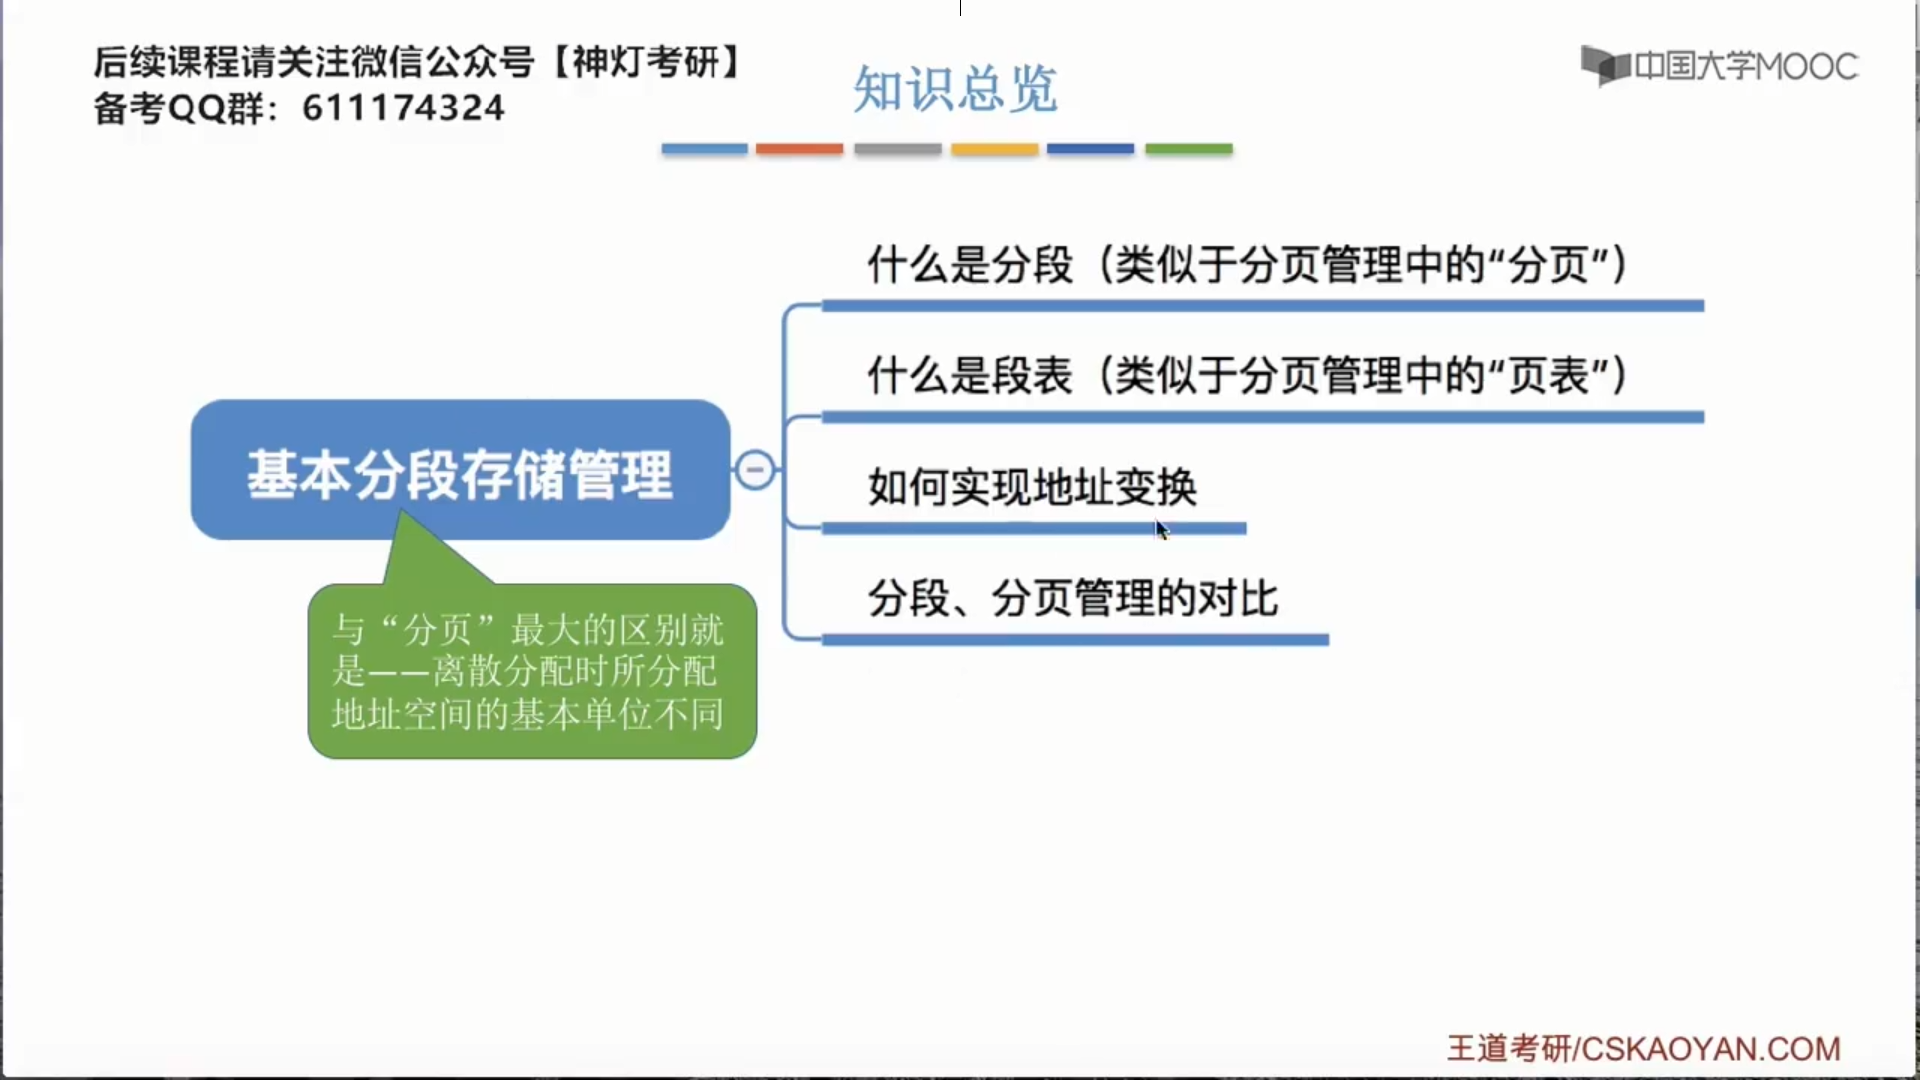 后续课程请关注微信公众号【神灯考研】
备考QQ群：611174324
知识总览
中国大学MOOC
什么是分段（类似于分页管理中的“分页”）
什么是段表（类似于分页管理中的“页表”）
如何实现地址变换
分段、分页管理的对比
基本分段存储管理
与“分页”最大的区别就
是——离散分配时所分配
地址空间的基本单位不同
王道考研/CSKAOYAN.COM